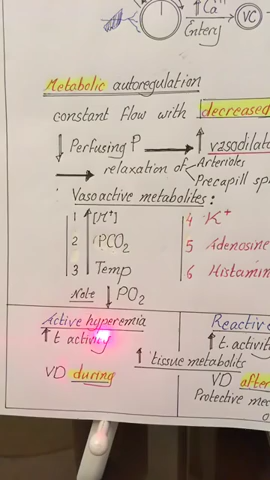 ↑ Ca
VC
Entery
Metabolic autoregulation
constant flow with decreased
↓ Perfusing P → ↑ vasodilat
→ relaxation of Arterioles
Precapill sp
Vasoactive metabolites:
1 ↑ [H+] 4 K+
2 PCO2 5 Adenosine
3 Temp 6 Histamin
Note ↓ PO2
Active hyperemia
↑ t activity
↑ tissue metabolits
VD during
Reactiv
↑ t. activit
VD after
Protective me